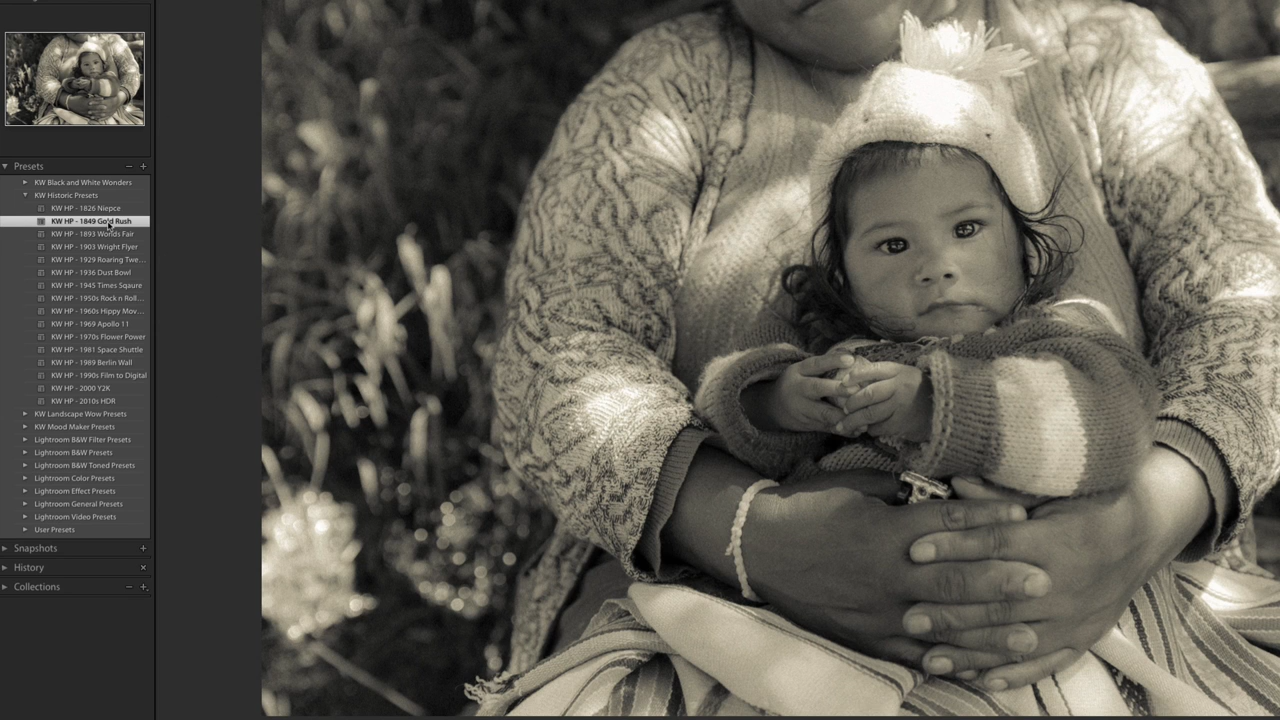 Presets
KW Black and White Wonders
KW Historic Presets
KW HP - 1826 Niepce
KW HP - 1849 Gold Rush
KW HP - 1893 Worlds Fair
KW HP - 1903 Wright Flyer
KW HP - 1929 Roaring Twe...
KW HP - 1936 Dust Bowl
KW HP - 1945 Times Sqaure
KW HP - 1950s Rock n Roll...
KW HP - 1960s Hippy Mov...
KW HP - 1969 Apollo 11
KW HP - 1970s Flower Power
KW HP - 1981 Space Shuttle
KW HP - 1989 Berlin Wall
KW HP - 1990s Film to Digital
KW HP - 2000 Y2K
KW HP - 2010s HDR
KW Landscape Wow Presets
KW Mood Maker Presets
Lightroom B&W Filter Presets
Lightroom B&W Presets
Lightroom B&W Toned Presets
Lightroom Color Presets
Lightroom Effect Presets
Lightroom General Presets
Lightroom Video Presets
User Presets
Snapshots
History
Collections